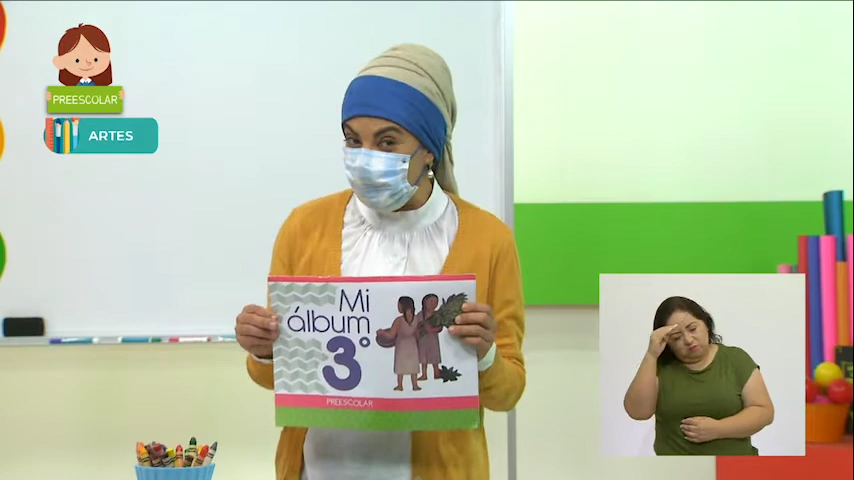 PREESCOLAR
ARTES
Mi
álbum
3°
PREESCOLAR